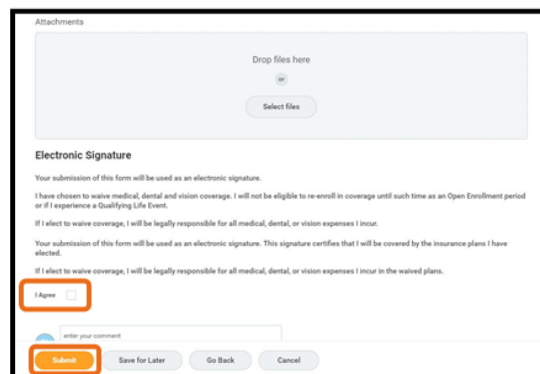 Attachments
Drop files here
or
Select files
Electronic Signature
Your submission of this form will be used as an electronic signature.
I have chosen to waive medical, dental and vision coverage. I will not be eligible to re-enroll in coverage until such time as an Open Enrollment period
or if I experience a Qualifying Life Event.
If I elect to waive coverage, I will be legally responsible for all medical, dental, or vision expenses I incur.
Your submission of this form will be used as an electronic signature. This signature certifies that I will be covered by the insurance plans I have
elected.
If I elect to waive coverage, I will be legally responsible for all medical, dental, or vision expenses I incur in the waived plans.
I Agree
enter your comment
Submit Save for Later Go Back Cancel